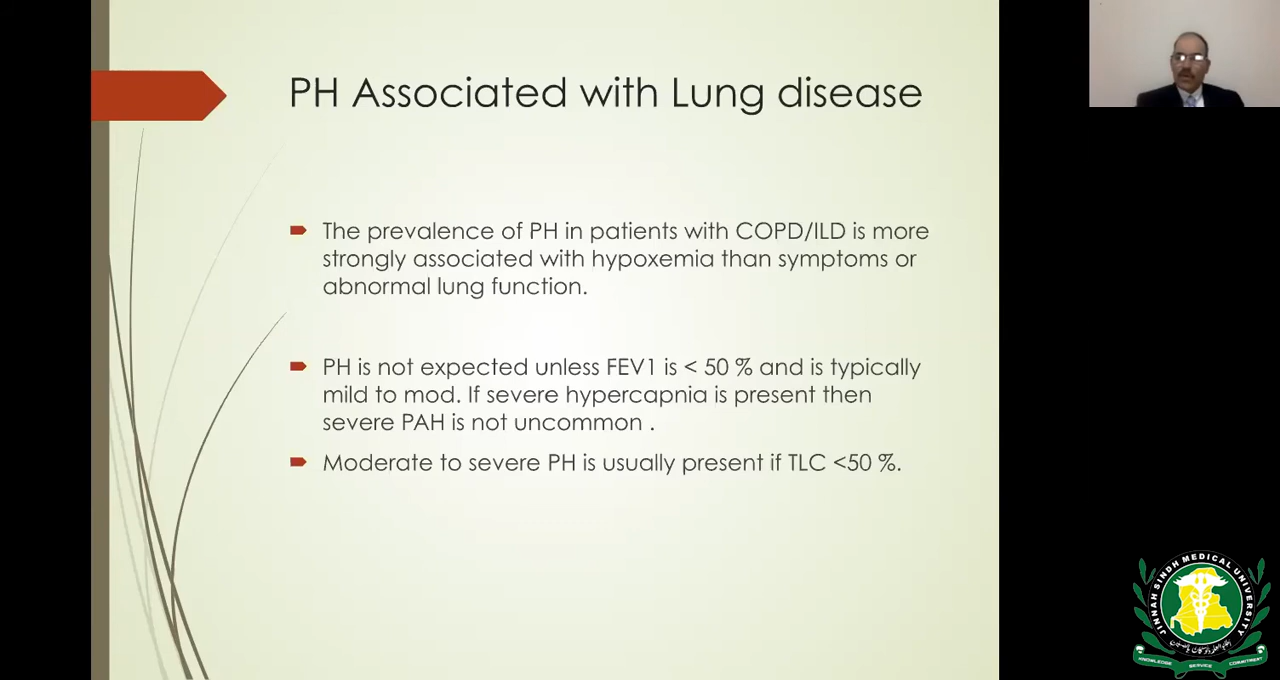 PH Associated with Lung disease
The prevalence of PH in patients with COPD/ILD is more
strongly associated with hypoxemia than symptoms or
abnormal lung function.
PH is not expected unless FEV1 is < 50 % and is typically
mild to mod. If severe hypercapnia is present then
severe PAH is not uncommon .
Moderate to severe PH is usually present if TLC <50 %.
JINNAH SINDH MEDICAL UNIVERSITY
KNOWLEDGE SERVICE COMMITMENT